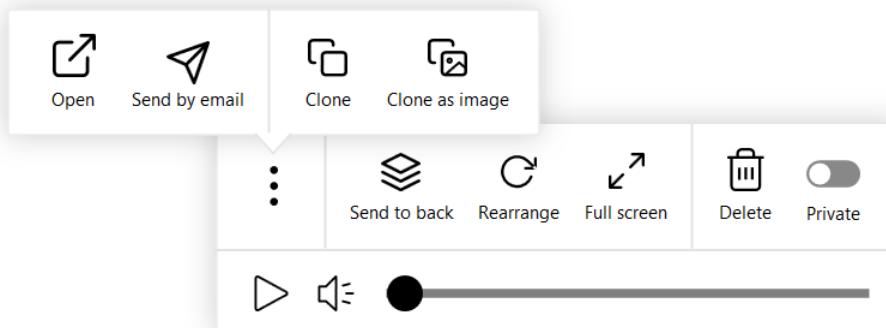 Open
Send by email
Clone
Clone as image
Send to back
Rearrange
Full screen
Delete
Private